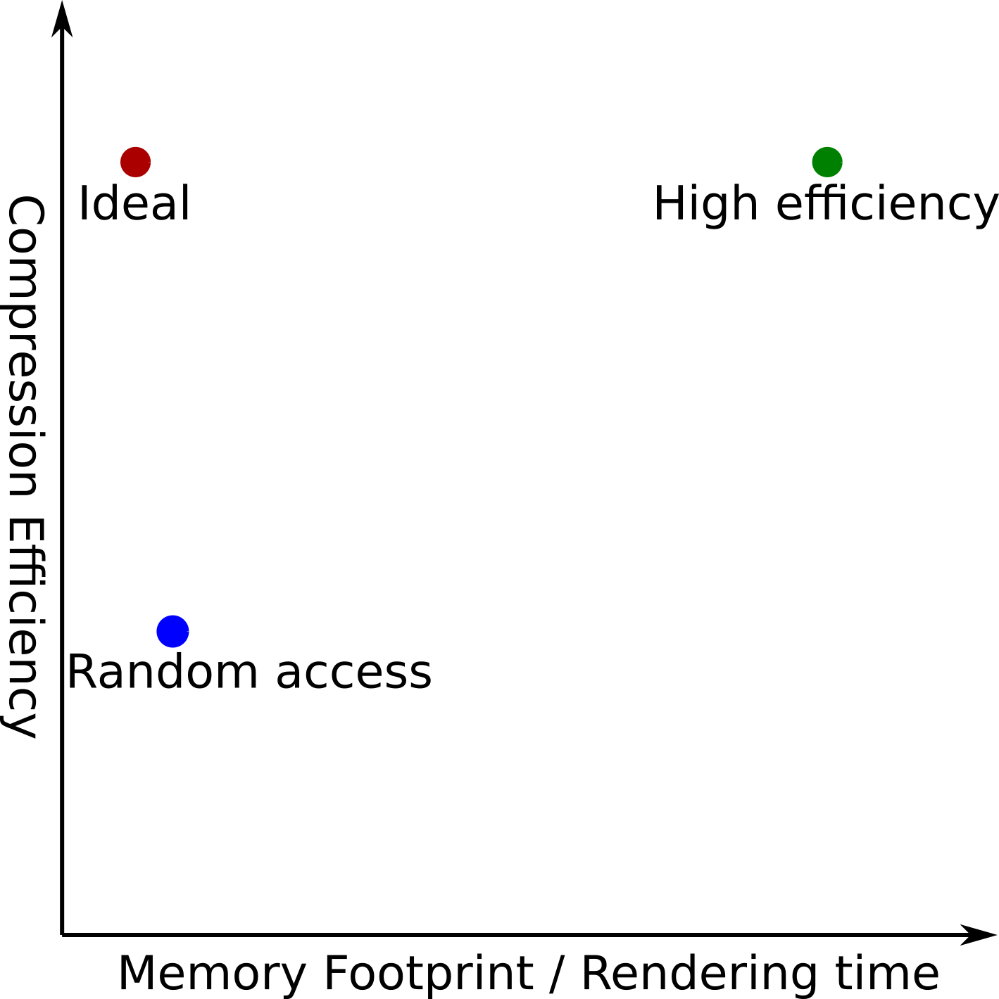 Ideal
High efficiency
Compression Efficiency
Random access
Memory Footprint / Rendering time